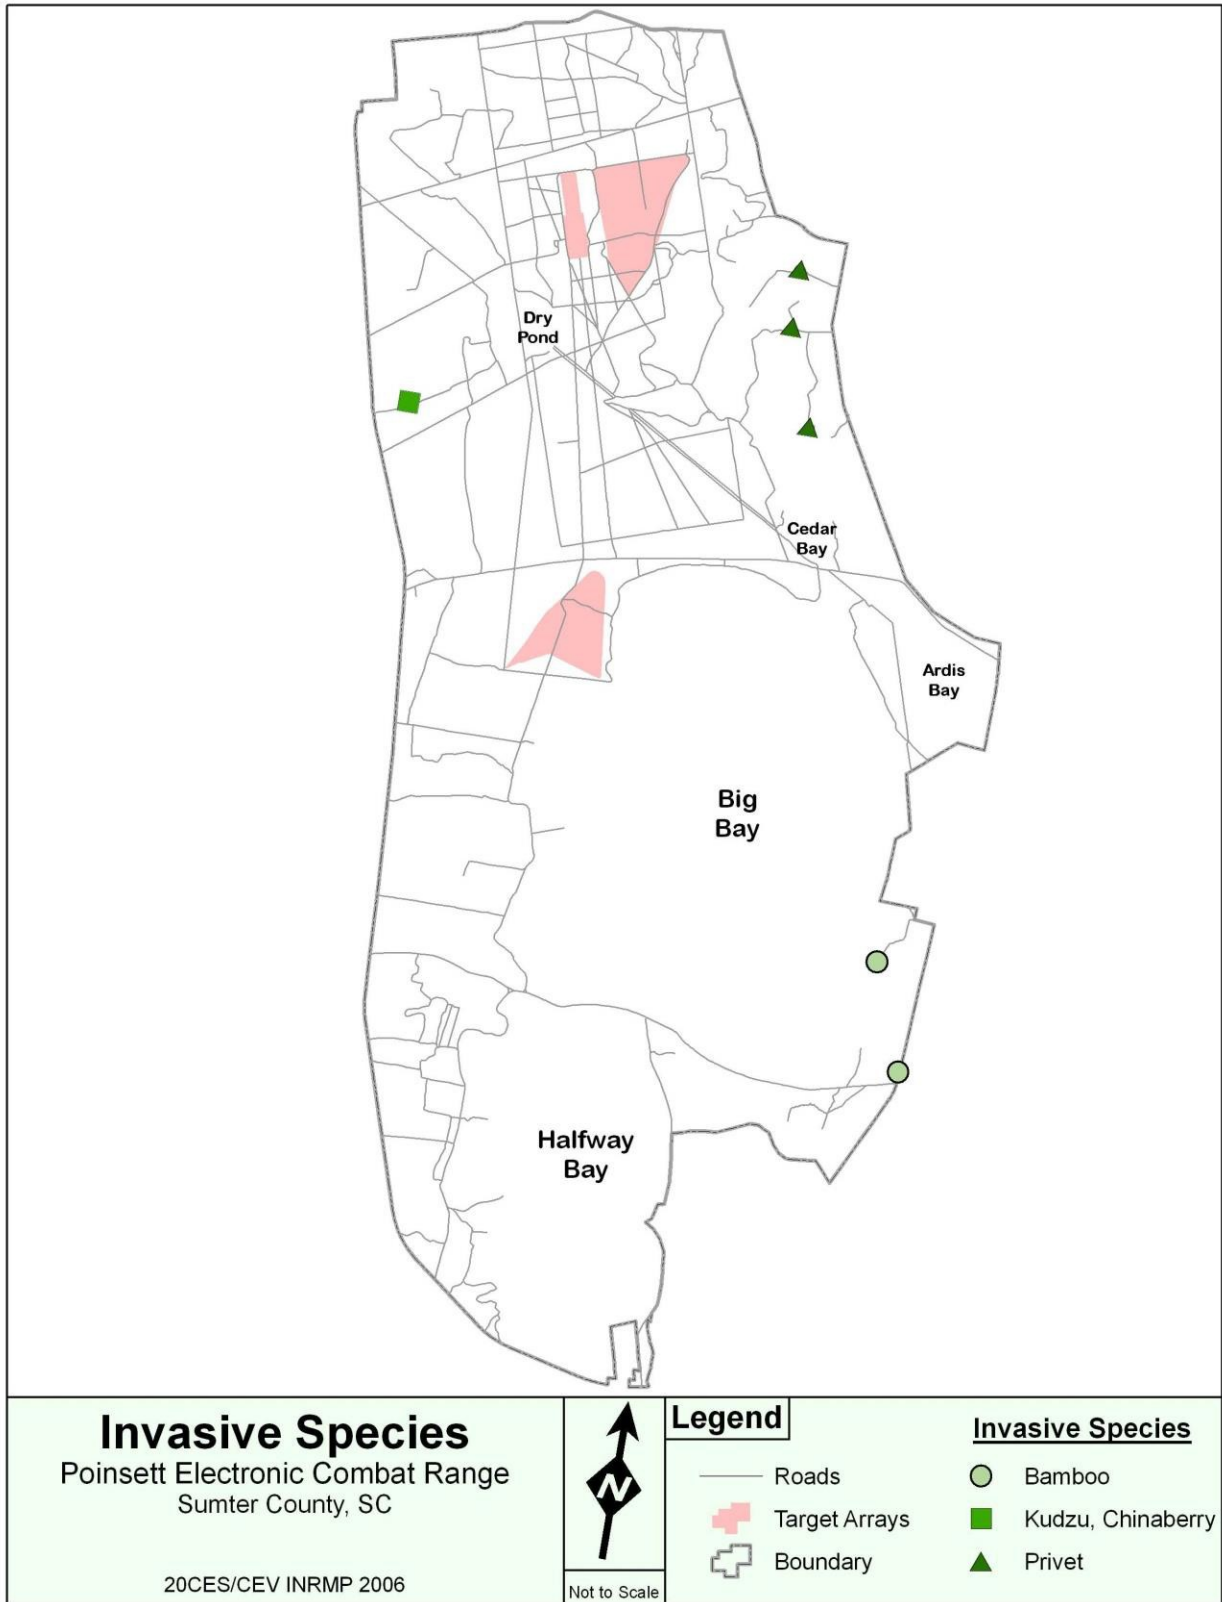 Dry
Pond
Cedar
Bay
Ardis
Bay
Big
Bay
Halfway
Bay
Invasive Species
Poinsett Electronic Combat Range
Sumter County, SC
20CES/CEV INRMP 2006
N
Not to Scale
Legend
Roads
Target Arrays
Boundary
Invasive Species
Bamboo
Kudzu, Chinaberry
Privet